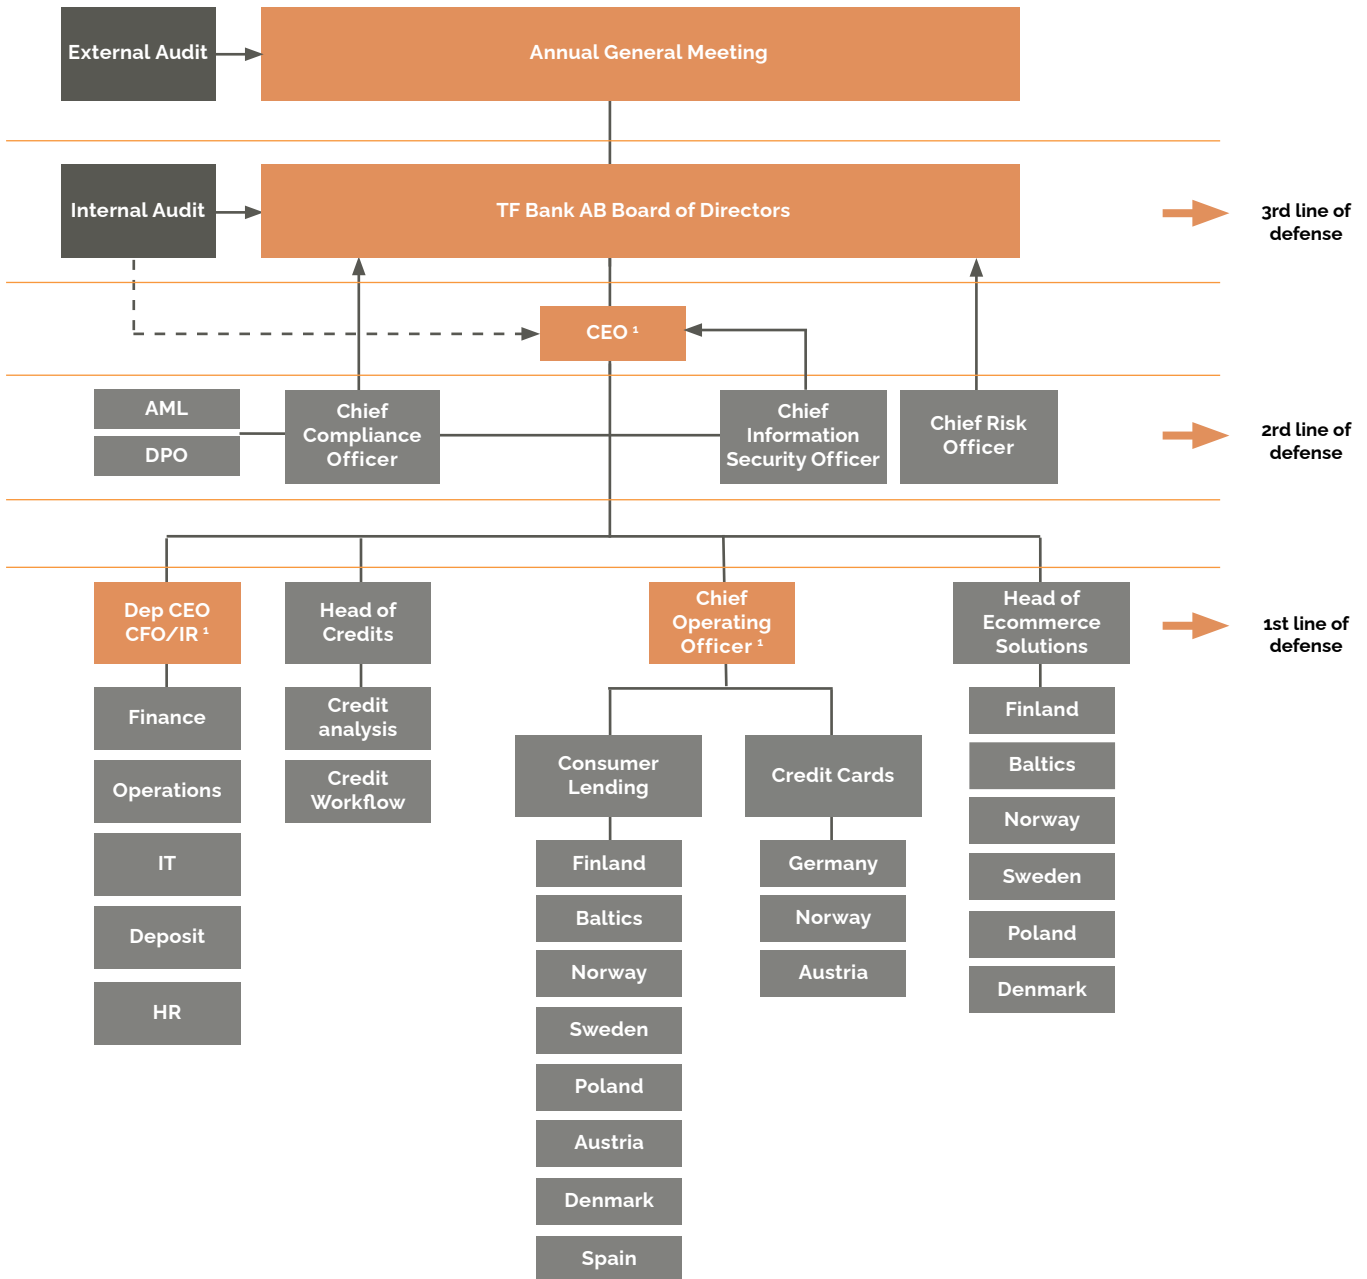 External Audit
Annual General Meeting
Internal Audit
TF Bank AB Board of Directors
3rd line of
defense
CEO ¹
AML
DPO
Chief
Compliance
Officer
Chief
Information
Security Officer
Chief Risk
Officer
2nd line of
defense
Dep CEO
CFO/IR ¹
Head of
Credits
Chief
Operating
Officer ¹
Head of
Ecommerce
Solutions
1st line of
defense
Finance
Operations
IT
Deposit
HR
Credit
analysis
Credit
Workflow
Consumer
Lending
Finland
Baltics
Norway
Sweden
Poland
Austria
Denmark
Spain
Credit Cards
Germany
Norway
Austria
Finland
Baltics
Norway
Sweden
Poland
Denmark